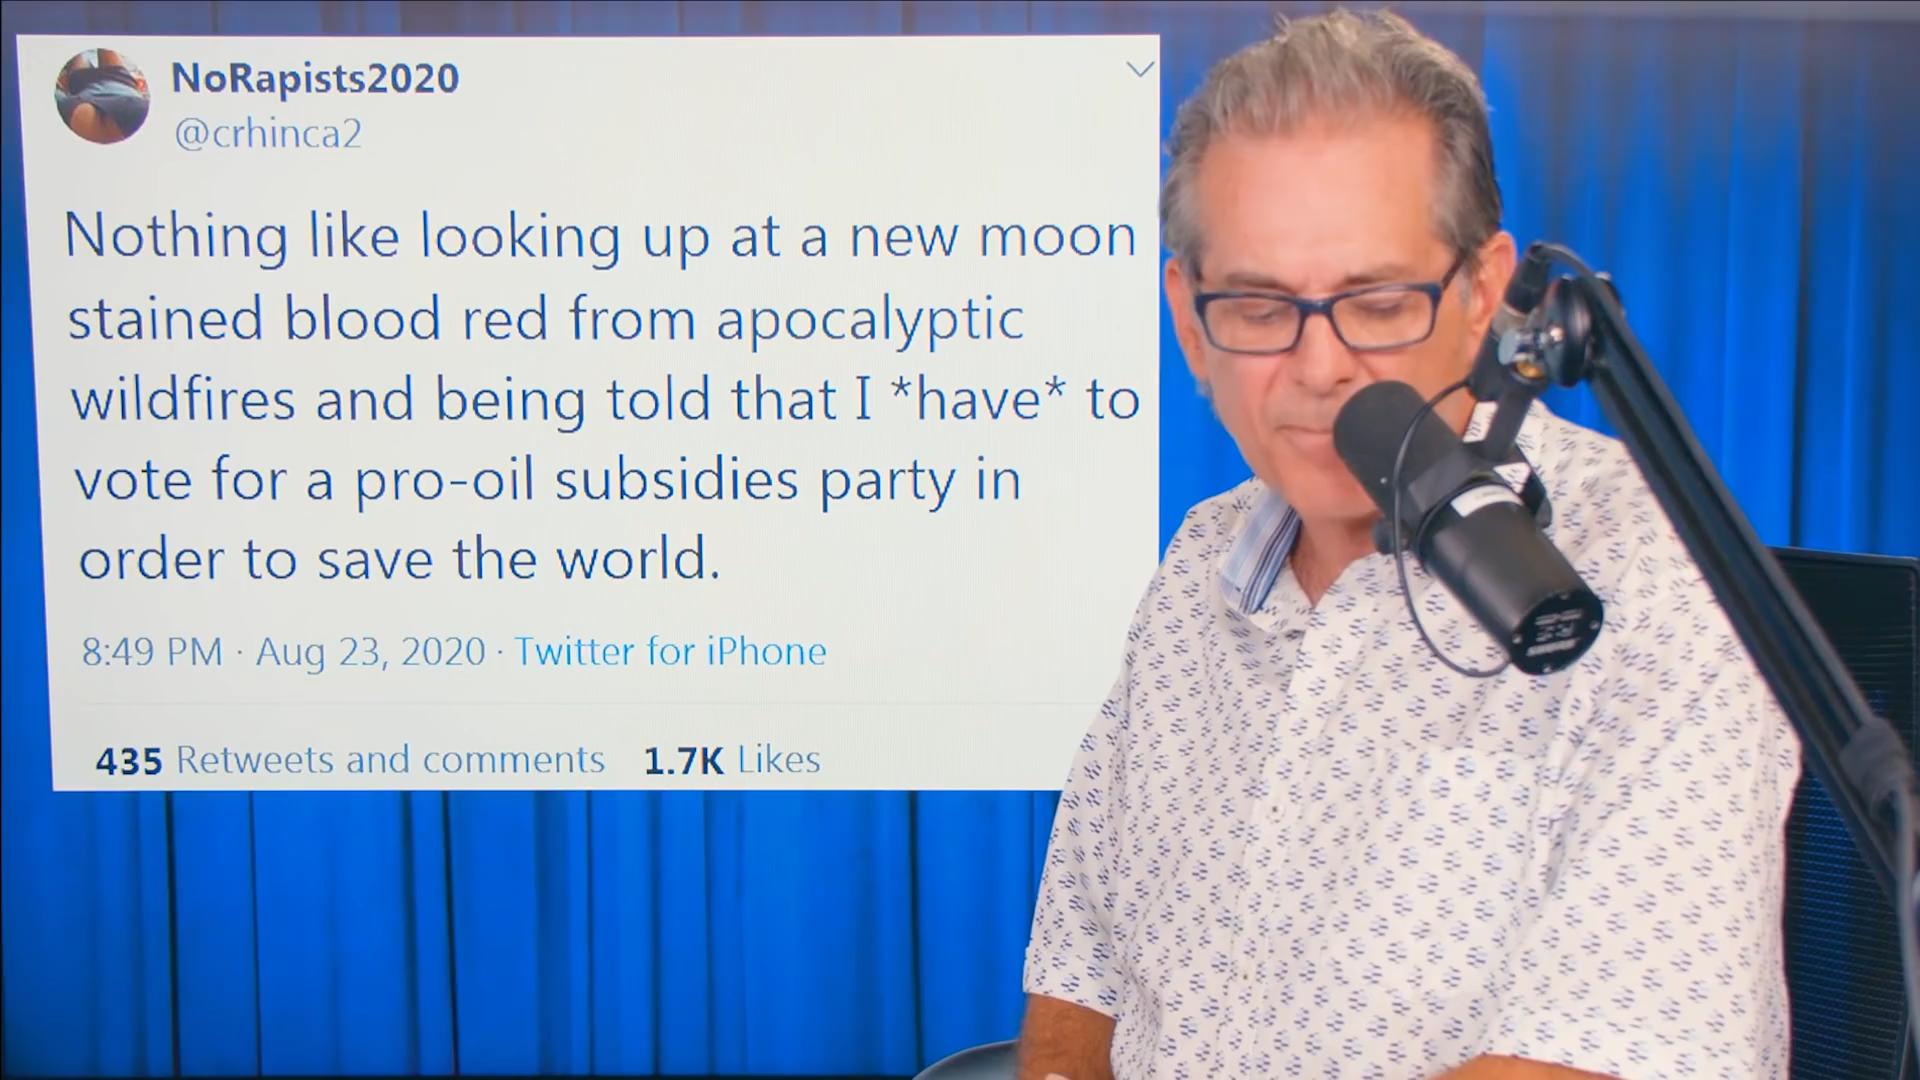 NoRapists2020
@crhinca2
Nothing like looking up at a new moon
stained blood red from apocalyptic
wildfires and being told that I *have* to
vote for a pro-oil subsidies party in
order to save the world.
8:49 PM · Aug 23, 2020 · Twitter for iPhone
435 Retweets and comments 1.7K Likes